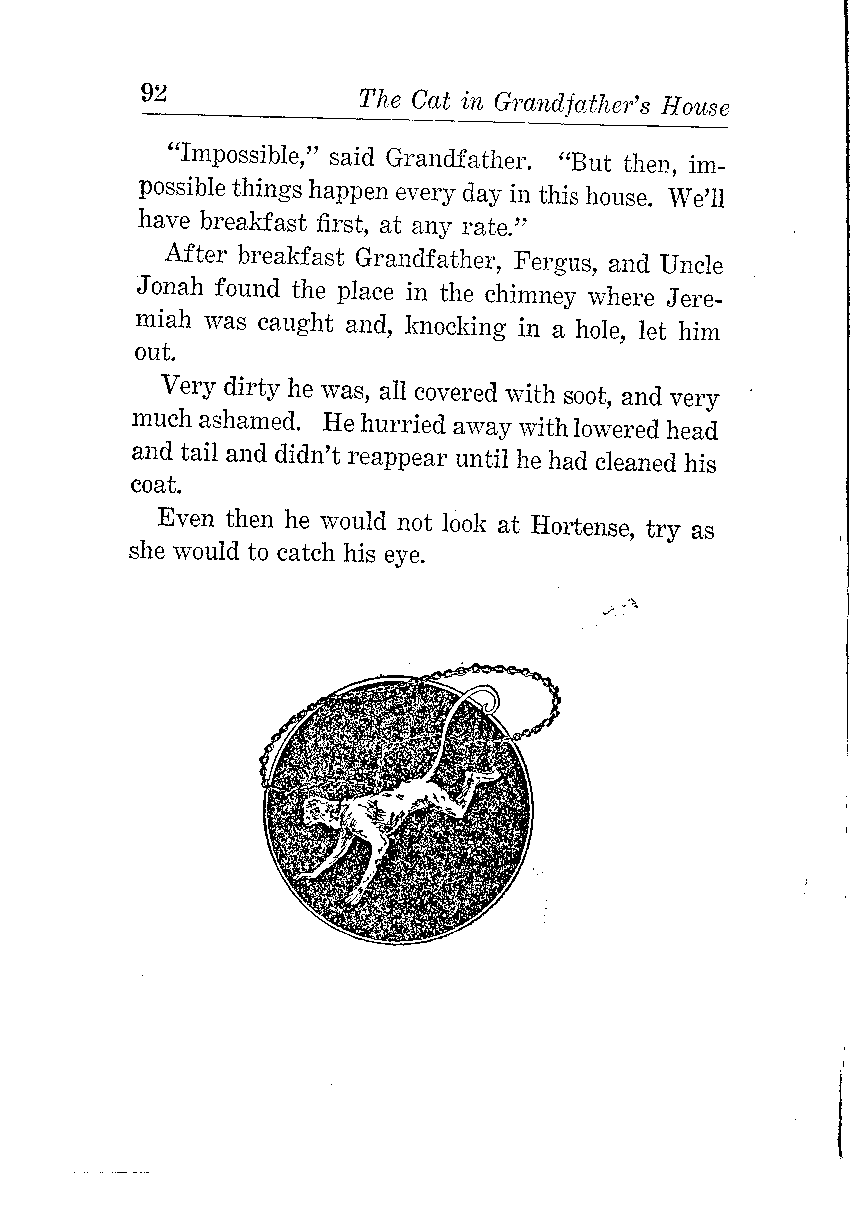 92 The Cat in Grandfather's House
“Impossible,” said Grandfather. “But then, im-
possible things happen every day in this house. We'll
have breakfast first, at any rate.”
After breakfast Grandfather, Fergus, and Uncle
Jonah found the place in the chimney where Jere-
miah was caught and, knocking in a hole, let him
out.
Very dirty he was, all covered with soot, and very
much ashamed. He hurried away with lowered head
and tail and didn't reappear until he had cleaned his
coat.
Even then he would not look at Hortense, try as
she would to catch his eye.